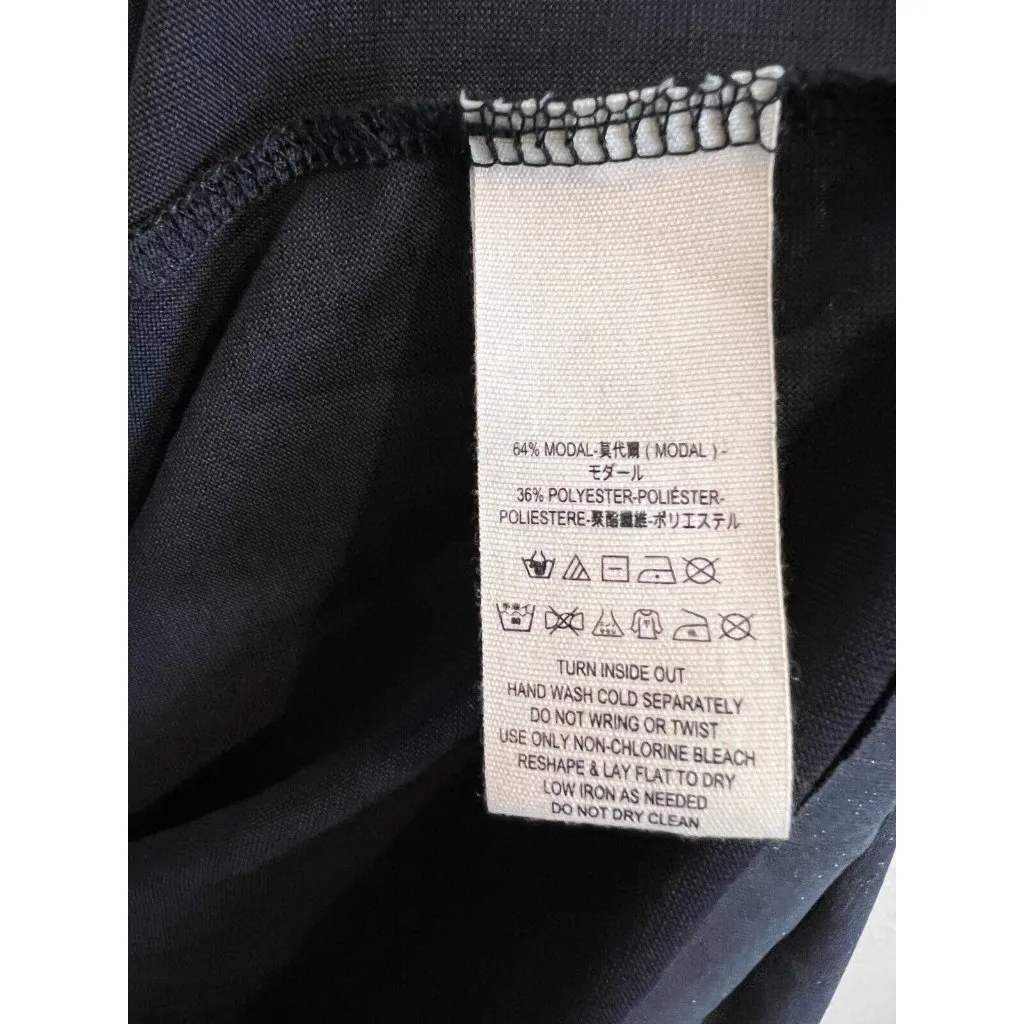 64% MODAL-莫代爾 ( MODAL ) -
モダール
36% POLYESTER-POLIÉSTER-
POLIESTERE-聚酯纖維-ポリエステル
TURN INSIDE OUT
HAND WASH COLD SEPARATELY
DO NOT WRING OR TWIST
USE ONLY NON-CHLORINE BLEACH
RESHAPE & LAY FLAT TO DRY
LOW IRON AS NEEDED
DO NOT DRY CLEAN